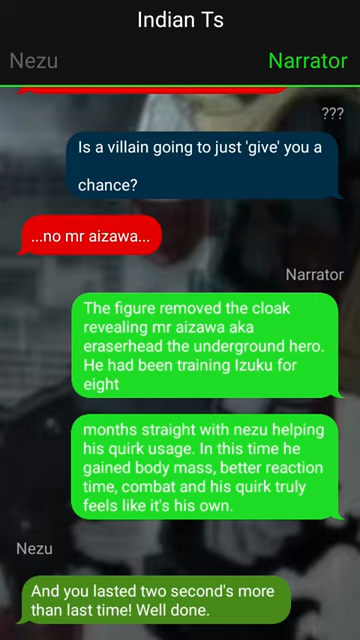 Indian Ts
Nezu
Narrator
???
Is a villain going to just 'give' you a
chance?
...no mr aizawa...
Narrator
The figure removed the cloak
revealing mr aizawa aka
eraserhead the underground hero.
He had been training Izuku for
eight
months straight with nezu helping
his quirk usage. In this time he
gained body mass, better reaction
time, combat and his quirk truly
feels like it's his own.
Nezu
And you lasted two second's more
than last time! Well done.